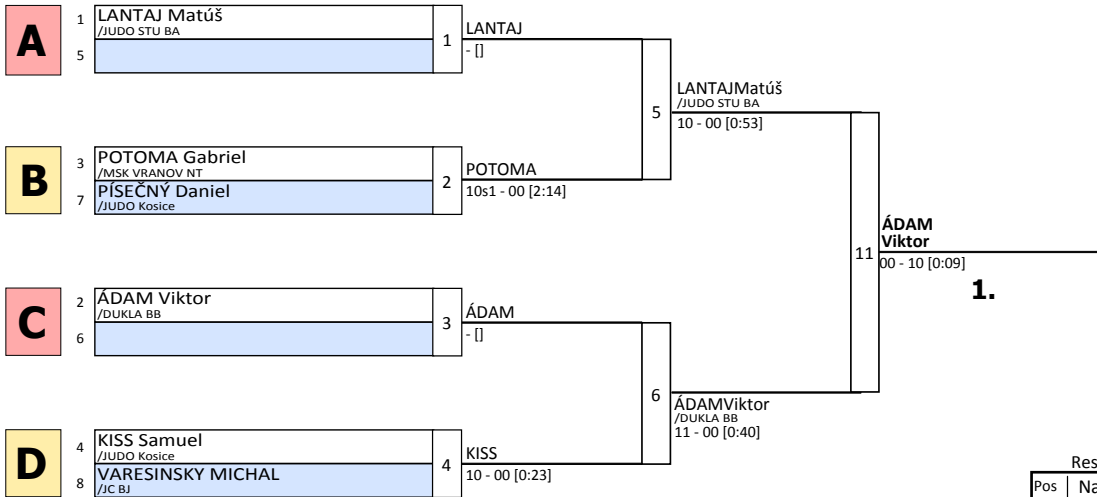 A
1
LANTAJ Matúš
/JUDO STU BA
5
1
LANTAJ
- []
B
3
POTOMA Gabriel
/MSK VRANOV NT
7
PÍSEČNÝ Daniel
/JUDO Kosice
2
POTOMA
10s1 - 00 [2:14]
5
LANTAJMatúš
/JUDO STU BA
10 - 00 [0:53]
C
2
ÁDAM Viktor
/DUKLA BB
6
3
ÁDAM
- []
D
4
KISS Samuel
/JUDO Kosice
8
VARESINSKY MICHAL
/JC BJ
4
KISS
10 - 00 [0:23]
6
ÁDAMViktor
/DUKLA BB
11 - 00 [0:40]
11
ÁDAM
Viktor
00 - 10 [0:09]
1.
Res
Pos Na